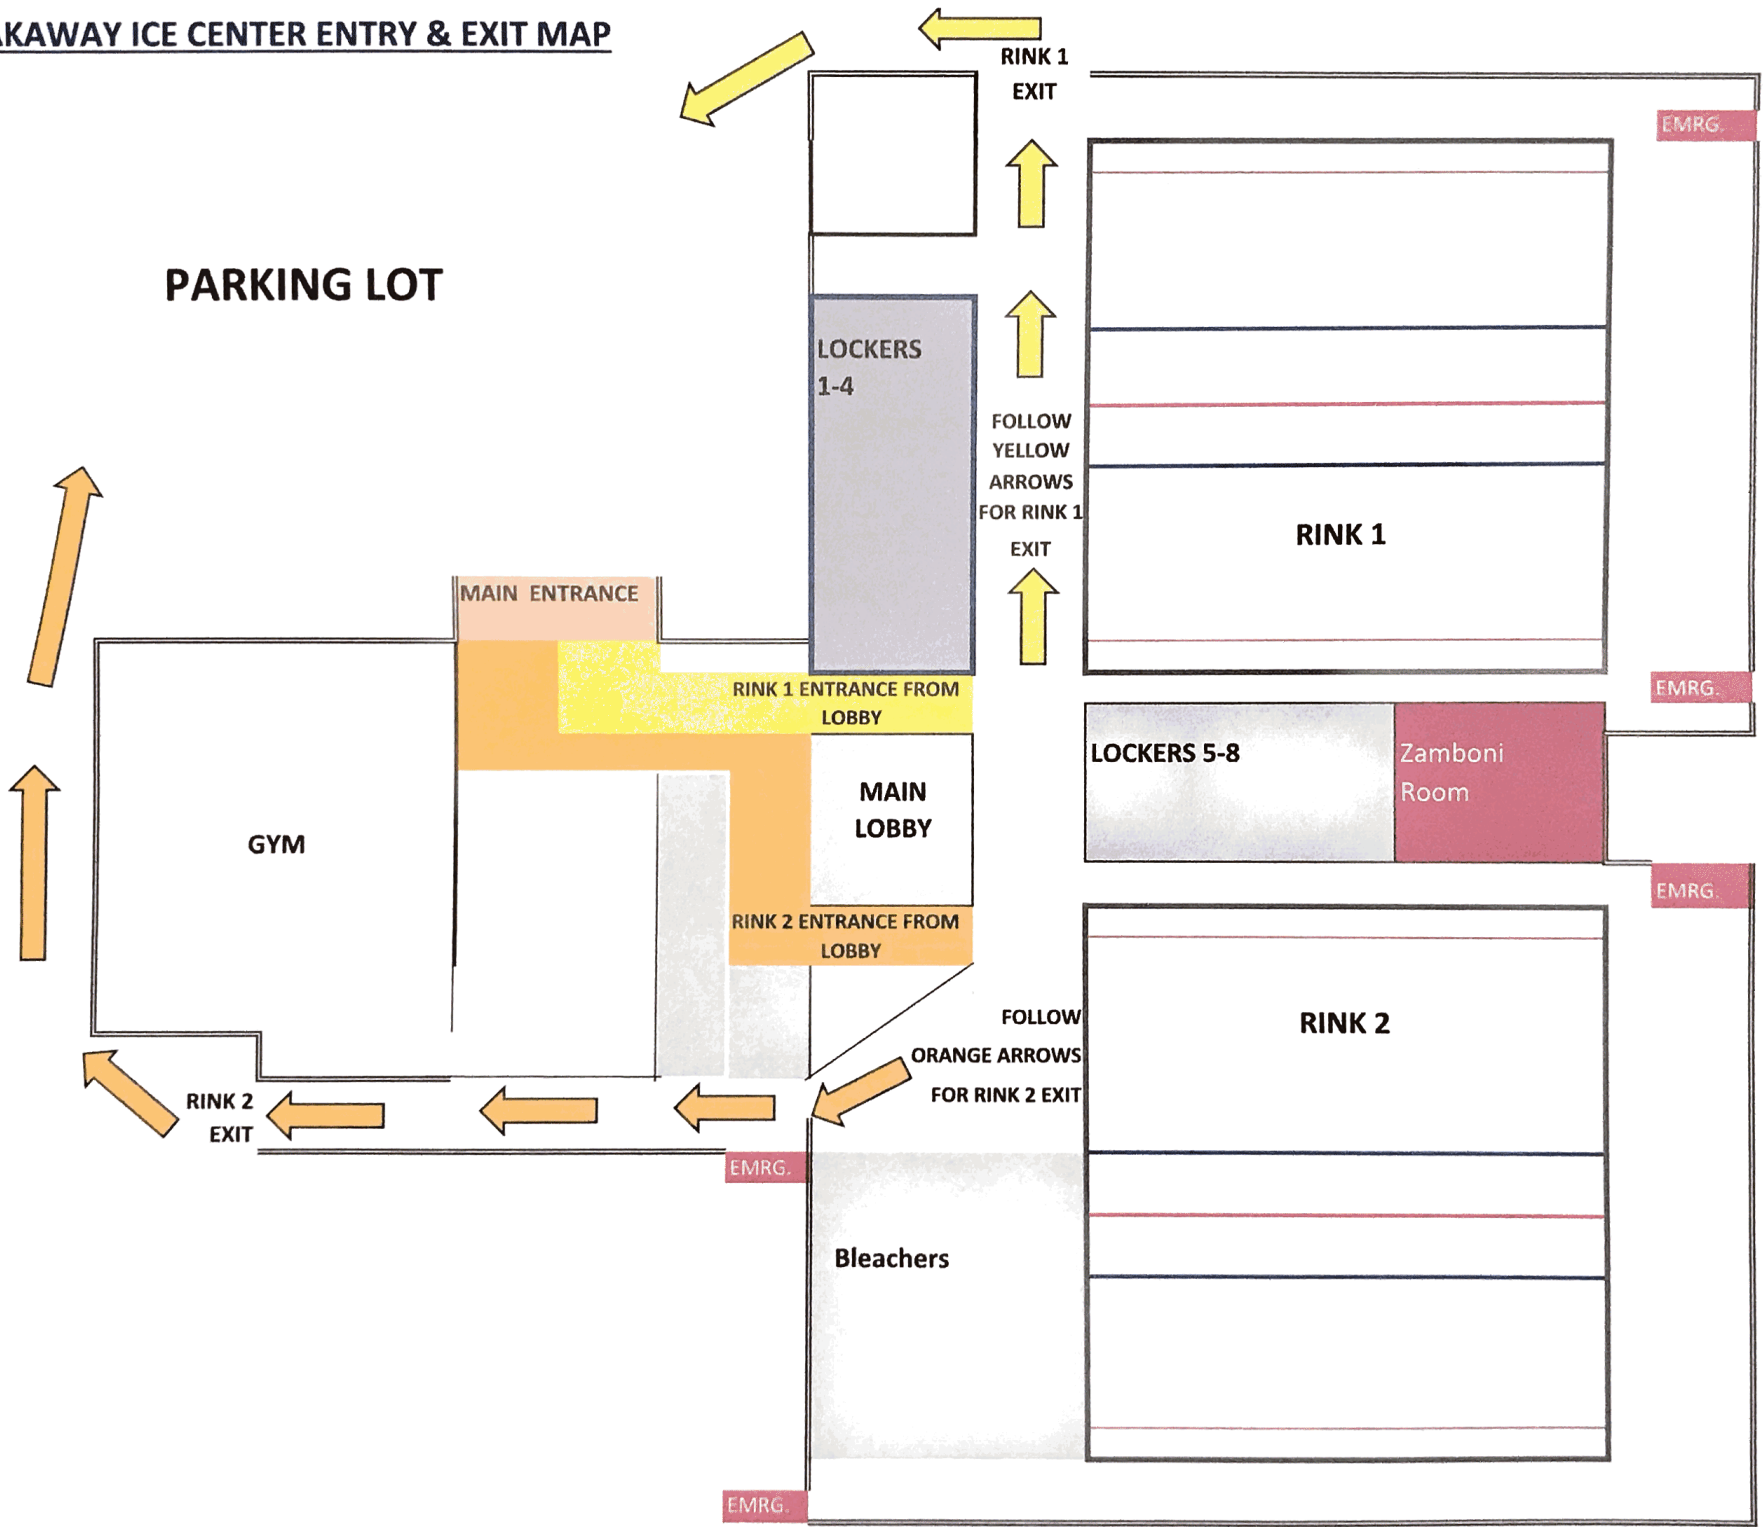 AKAWAY ICE CENTER ENTRY & EXIT MAP
RINK 1
EXIT
EMRG.
PARKING LOT
LOCKERS
1-4
FOLLOW
YELLOW
ARROWS
FOR RINK 1
EXIT
RINK 1
MAIN ENTRANCE
RINK 1 ENTRANCE FROM
LOBBY
EMRG.
LOCKERS 5-8
Zamboni
Room
MAIN
LOBBY
GYM
EMRG.
RINK 2 ENTRANCE FROM
LOBBY
FOLLOW
ORANGE ARROWS
FOR RINK 2 EXIT
RINK 2
RINK 2
EXIT
EMRG.
Bleachers
EMRG.